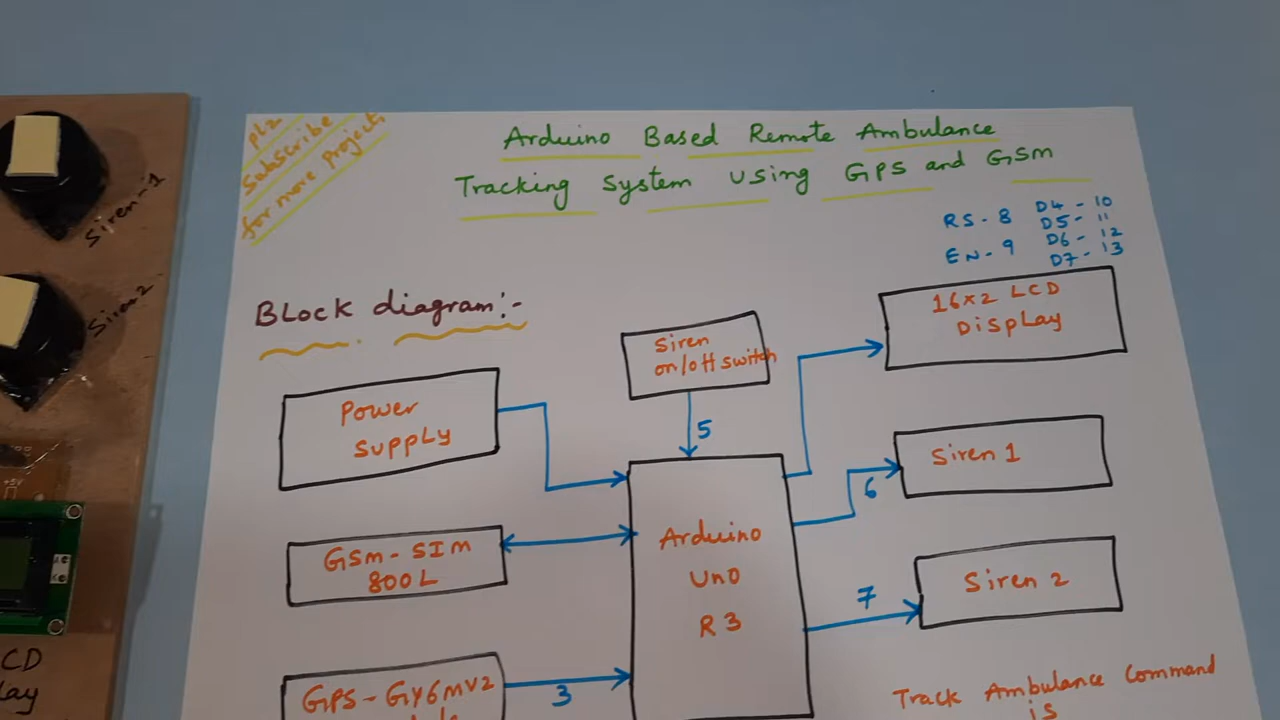 plz
subscribe
for more Project
Arduino Based Remote Ambulance
Tracking System using GPS and GSM
RS - 8
EN - 9
D4 - 10
D5 - 11
D6 - 12
D7 - 13
Block diagram:-
Siren-1
Siren-2
+5V
Power
Supply
Siren
on/off switch
16x2 LCD
Display
5
Siren 1
6
GSM-SIM
800L
Arduino
UNO
R3
Siren 2
7
GPS-GY6MV2
3
Track Ambulance Command
is